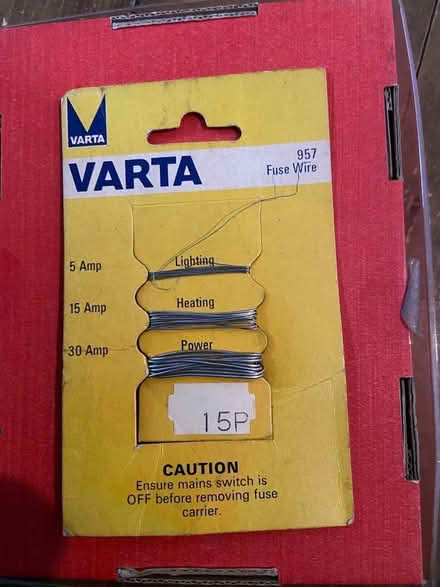 VARTA
VARTA
957
Fuse Wire
5 Amp Lighting
15 Amp Heating
30 Amp Power
15P
CAUTION
Ensure mains switch is
OFF before removing fuse
carrier.